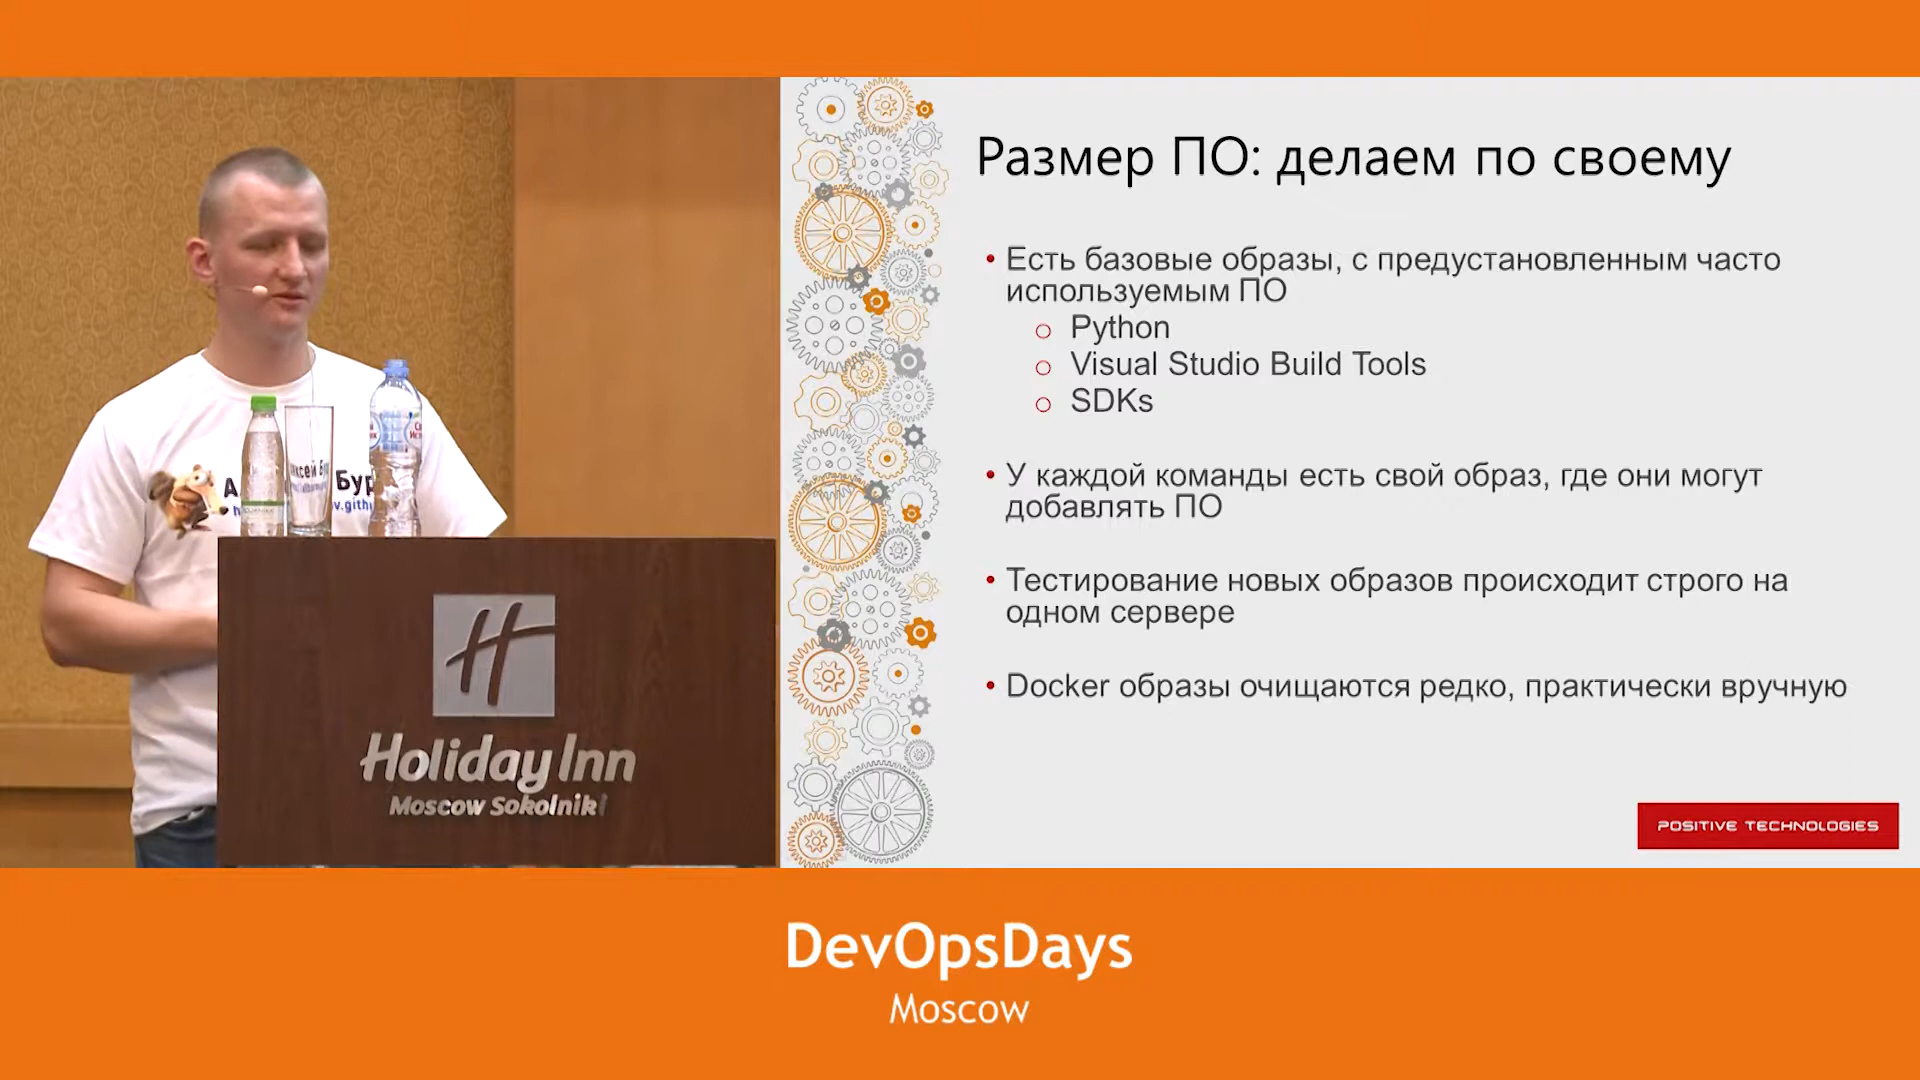 Размер ПО: делаем по своему
• Есть базовые образы, с предустановленным часто
используемым ПО
o Python
o Visual Studio Build Tools
o SDKs
• У каждой команды есть свой образ, где они могут
добавлять ПО
• Тестирование новых образов происходит строго на
одном сервере
• Docker образы очищаются редко, практически вручную
POSITIVE TECHNOLOGIES
Holiday Inn
Moscow Sokolniki
DevOpsDays
Moscow